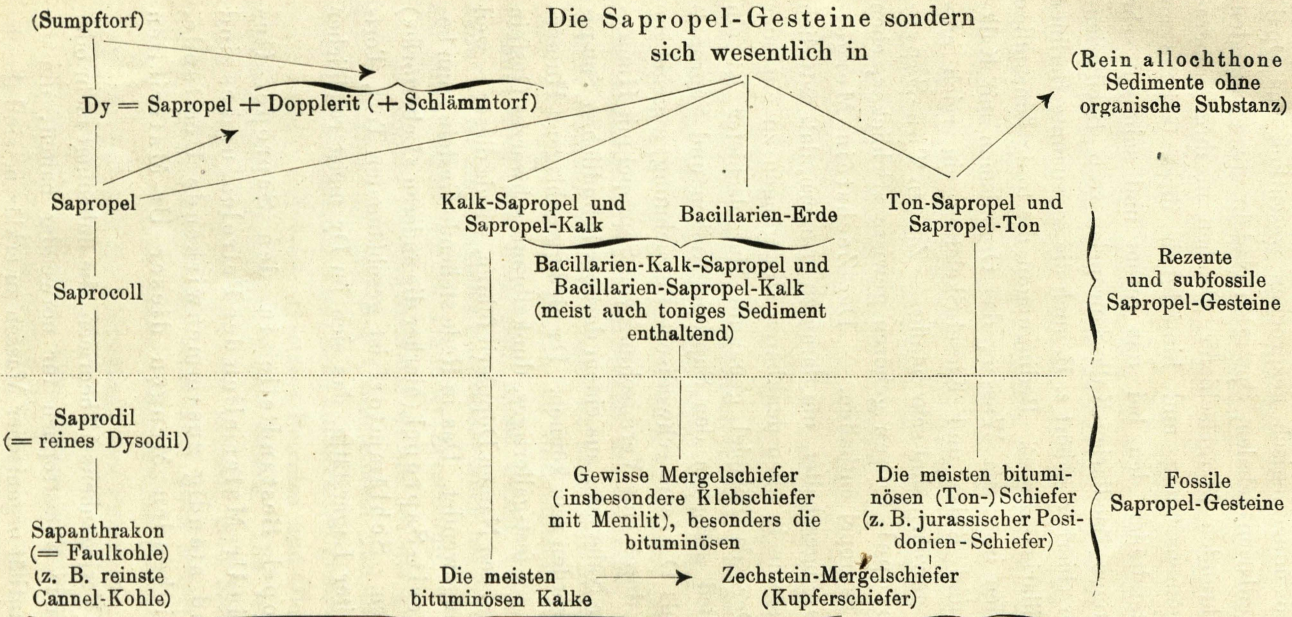 Die Sapropel-Gesteine sondern
sich wesentlich in
(Sumpftorf)
Dy = Sapropel + Dopplerit (+ Schlämmtorf)
(Rein allochthone
Sedimente ohne
organische Substanz)
Sapropel
Kalk-Sapropel und
Sapropel-Kalk
Bacillarien-Erde
Ton-Sapropel und
Sapropel-Ton
Saprocoll
Bacillarien-Kalk-Sapropel und
Bacillarien-Sapropel-Kalk
(meist auch toniges Sediment
enthaltend)
Rezente
und subfossile
Sapropel-Gesteine
Saprodil
(= reines Dysodil)
Sapanthrakon
(= Faulkohle)
(z. B. reinste
Cannel-Kohle)
Die meisten
bituminösen Kalke
Gewisse Mergelschiefer
(insbesondere Klebschiefer
mit Menilit), besonders die
bituminösen
Die meisten bitumi-
nösen (Ton-) Schiefer
(z. B. jurassischer Posi-
donien-Schiefer)
Zechstein-Mergelschiefer
(Kupferschiefer)
Fossile
Sapropel-Gesteine